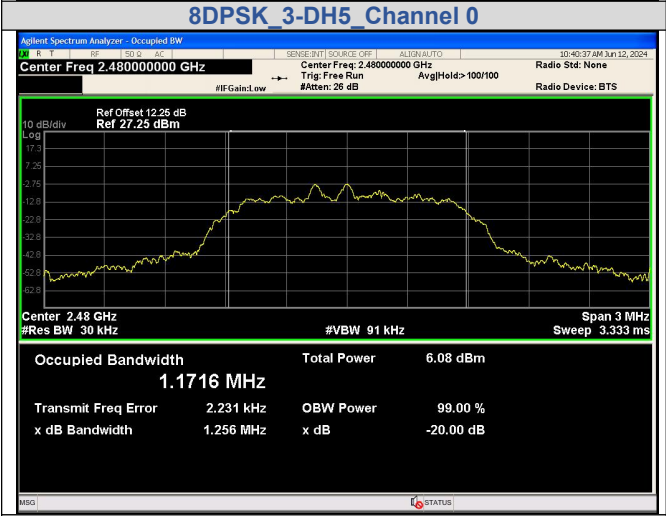 8DPSK_3-DH5_Channel 0
Agilent Spectrum Analyzer - Occupied BW
R T RF 50 Ω AC SENSE:INT SOURCE OFF ALIGN AUTO 10:40:37 AM Jun 12, 2024
Center Freq 2.480000000 GHz Center Freq: 2.480000000 GHz Radio Std: None
Trig: Free Run Avg|Hold:>100/100
#IFGain:Low #Atten: 26 dB Radio Device: BTS
Ref Offset 12.25 dB
10 dB/div Ref 27.25 dBm
Log
17.3
7.25
-2.75
-12.8
-22.8
-32.8
-42.8
-52.8
-62.8
Center 2.48 GHz Span 3 MHz
#Res BW 30 kHz #VBW 91 kHz Sweep 3.333 ms
Occupied Bandwidth Total Power 6.08 dBm
1.1716 MHz
Transmit Freq Error 2.231 kHz OBW Power 99.00 %
x dB Bandwidth 1.256 MHz x dB -20.00 dB
MSG STATUS